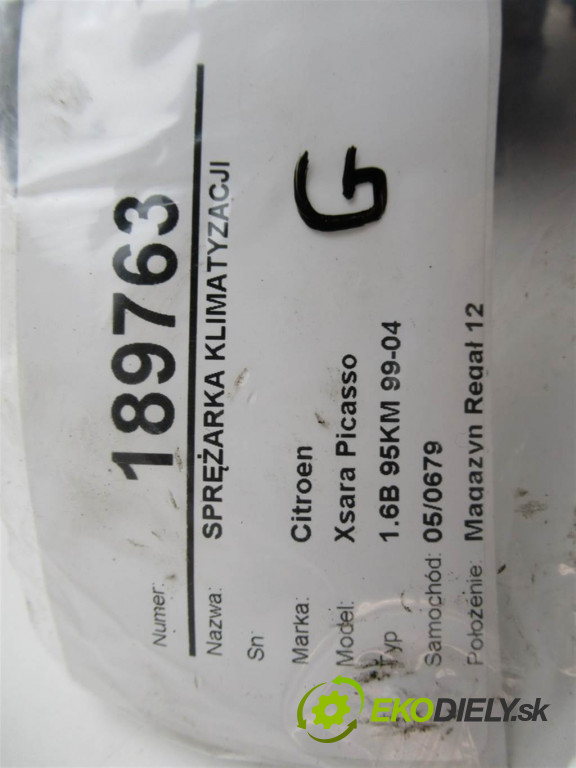 Numer: 189763
Nazwa: SPRĘŻARKA KLIMATYZACJI
Sn:
Marka: Citroen
Model: Xsara Picasso
Typ 1.6B 95KM 99-04
Samochód: 05/0679
Położenie: Magazyn Regał 12
G
EKODIELY.sk